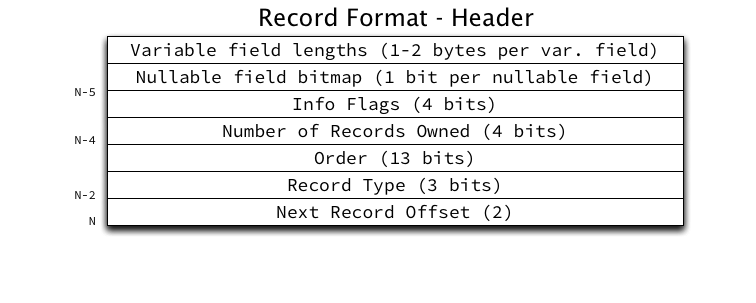 Record Format - Header
Variable field lengths (1-2 bytes per var. field)
Nullable field bitmap (1 bit per nullable field)
N-5
Info Flags (4 bits)
Number of Records Owned (4 bits)
N-4
Order (13 bits)
Record Type (3 bits)
N-2
Next Record Offset (2)
N